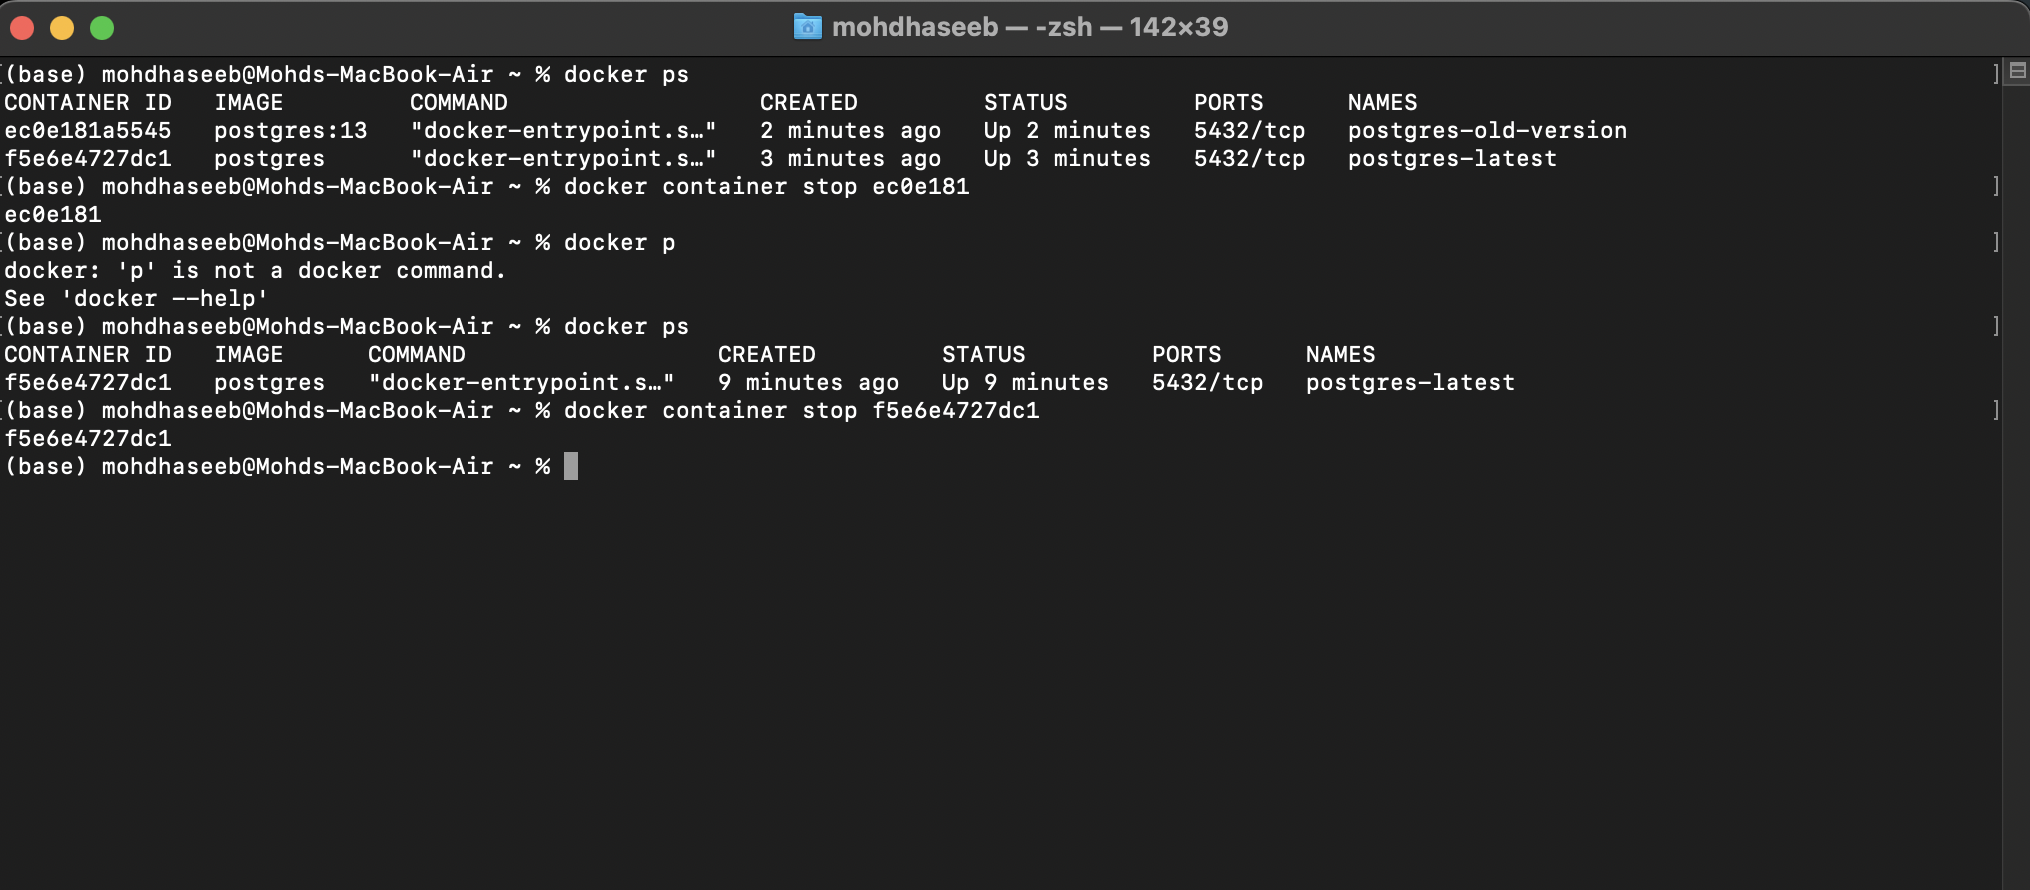 mohdhaseeb — -zsh — 142×39
(base) mohdhaseeb@Mohds-MacBook-Air ~ % docker ps
CONTAINER ID   IMAGE         COMMAND                  CREATED         STATUS         PORTS      NAMES
ec0e181a5545   postgres:13   "docker-entrypoint.s…"   2 minutes ago   Up 2 minutes   5432/tcp   postgres-old-version
f5e6e4727dc1   postgres      "docker-entrypoint.s…"   3 minutes ago   Up 3 minutes   5432/tcp   postgres-latest
(base) mohdhaseeb@Mohds-MacBook-Air ~ % docker container stop ec0e181
ec0e181
(base) mohdhaseeb@Mohds-MacBook-Air ~ % docker p
docker: 'p' is not a docker command.
See 'docker --help'
(base) mohdhaseeb@Mohds-MacBook-Air ~ % docker ps
CONTAINER ID   IMAGE      COMMAND                  CREATED         STATUS         PORTS      NAMES
f5e6e4727dc1   postgres   "docker-entrypoint.s…"   9 minutes ago   Up 9 minutes   5432/tcp   postgres-latest
(base) mohdhaseeb@Mohds-MacBook-Air ~ % docker container stop f5e6e4727dc1
f5e6e4727dc1
(base) mohdhaseeb@Mohds-MacBook-Air ~ %